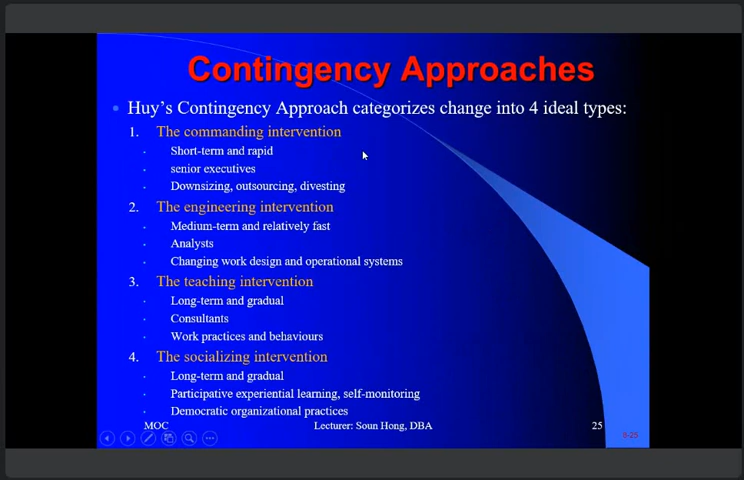 Contingency Approaches
Huy's Contingency Approach categorizes change into 4 ideal types:
1. The commanding intervention
Short-term and rapid
senior executives
Downsizing, outsourcing, divesting
2. The engineering intervention
Medium-term and relatively fast
Analysts
Changing work design and operational systems
3. The teaching intervention
Long-term and gradual
Consultants
Work practices and behaviours
4. The socializing intervention
Long-term and gradual
Participative experiential learning, self-monitoring
Democratic organizational practices
MOC Lecturer: Soun Hong, DBA 25
8-25